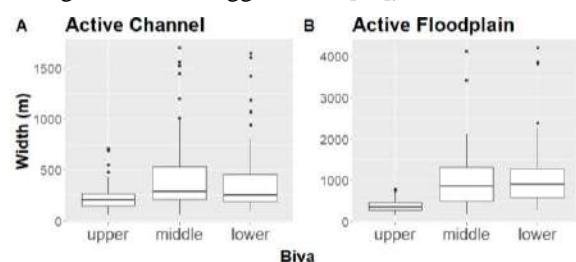 A Active Channel B Active Floodplain
Width (m)
1500
1000
500
0
upper middle lower
4000
3000
2000
1000
0
upper middle lower
Biya